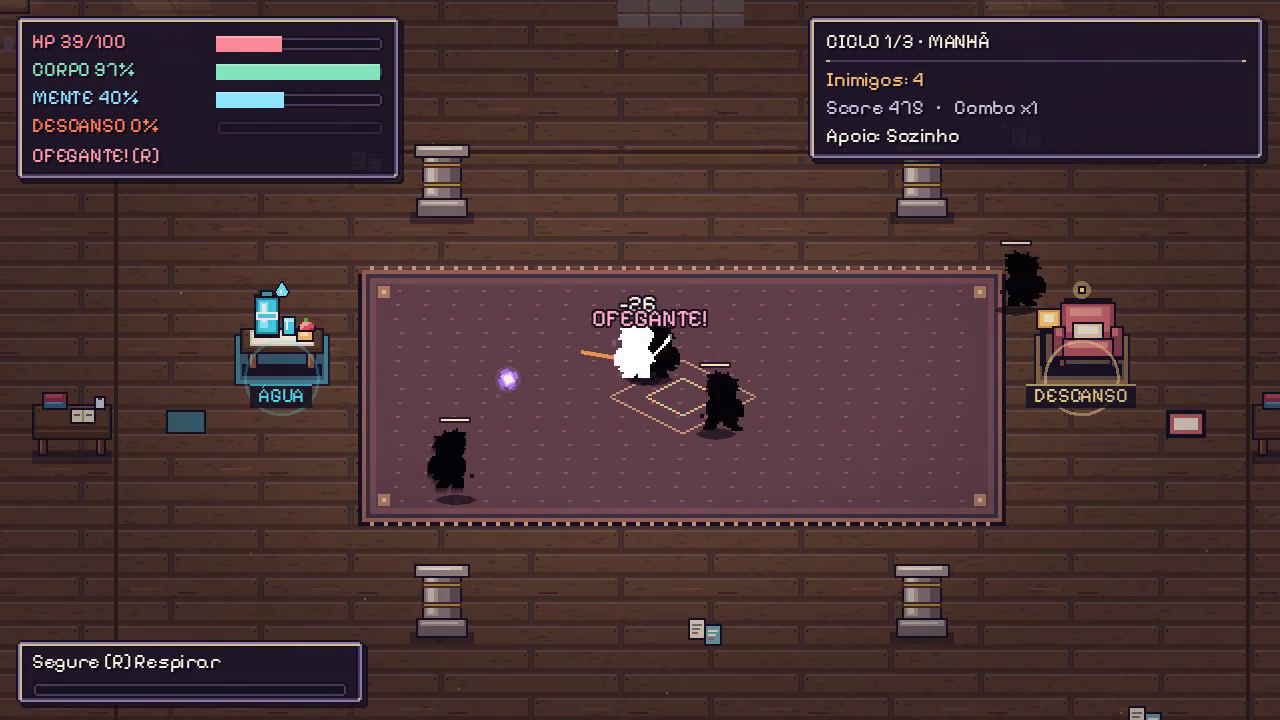 HP 39/100
CORPO 97%
MENTE 40%
DESCANSO 0%
OFEGANTE! (R)
CICLO 1/3 · MANHÃ
Inimigos: 4
Score 478 · Combo x1
Apoio: Sozinho
-26
OFEGANTE!
ÁGUA
DESCANSO
Segure (R) Respirar